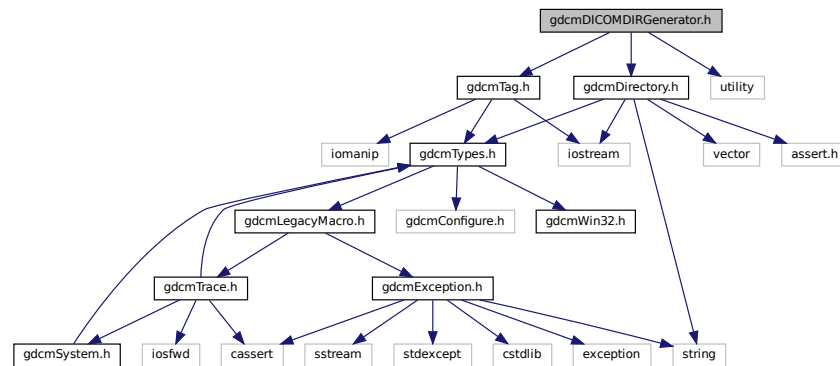 gdcmDICOMDIRGenerator.h
gdcmTag.h
gdcmDirectory.h
utility
iomanip
gdcmTypes.h
iostream
vector
assert.h
gdcmLegacyMacro.h
gdcmConfigure.h
gdcmWin32.h
gdcmTrace.h
gdcmException.h
gdcmSystem.h
iosfwd
cassert
sstream
stdexcept
cstdlib
exception
string